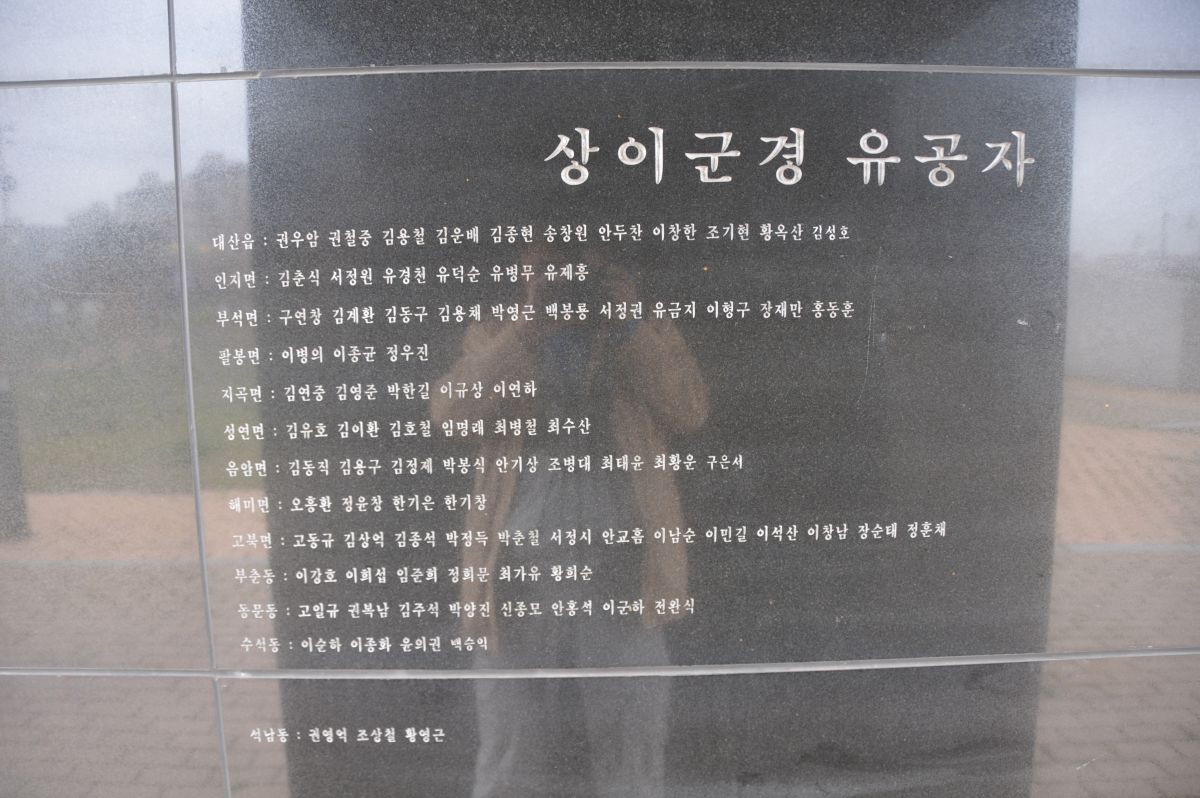 상이군경 유공자
대산읍 : 권우암 권철중 김용철 김운배 김종현 송창원 안두찬 이창한 조기현 황옥산 김성호
인지면 : 김춘식 서정원 유경천 유덕순 유병무 유제흥
부석면 : 구연창 김계환 김동구 김용채 박영근 백봉룡 서정권 유금지 이형구 장재만 홍동훈
팔봉면 : 이병의 이종균 정우진
지곡면 : 김연중 김영준 박한길 이규상 이연하
성연면 : 김유호 김이환 김호철 임명래 최병철 최수산
음암면 : 김동직 김용구 김정제 박봉식 안기상 조병대 최태윤 최황운 구은서
해미면 : 오흥환 정윤창 한기은 한기창
고북면 : 고동규 김상억 김종석 박정득 박춘철 서정시 안교흠 이남순 이민길 이석산 이창남 장순태 정훈채
부춘동 : 이강호 이희섭 임준희 정희문 최가유 황희순
동문동 : 고일규 권복남 김주석 박양진 신종모 안홍석 이군하 전완식
수석동 : 이순하 이종화 윤의권 백승익
석남동 : 권영억 조상철 황영근